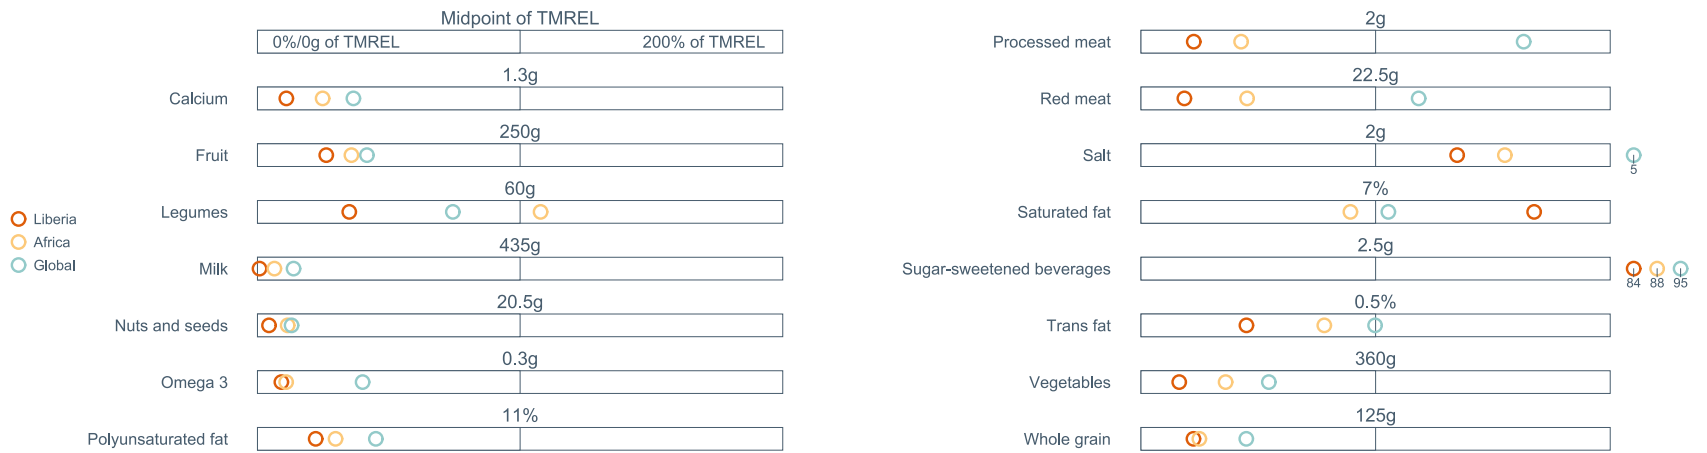 Midpoint of TMREL
0%/0g of TMREL
200% of TMREL
1.3g
Calcium
250g
Fruit
60g
Legumes
435g
Milk
20.5g
Nuts and seeds
0.3g
Omega 3
11%
Polyunsaturated fat
Liberia
Africa
Global
2g
Processed meat
22.5g
Red meat
2g
Salt
5
7%
Saturated fat
2.5g
Sugar-sweetened beverages
84 88 95
0.5%
Trans fat
360g
Vegetables
125g
Whole grain